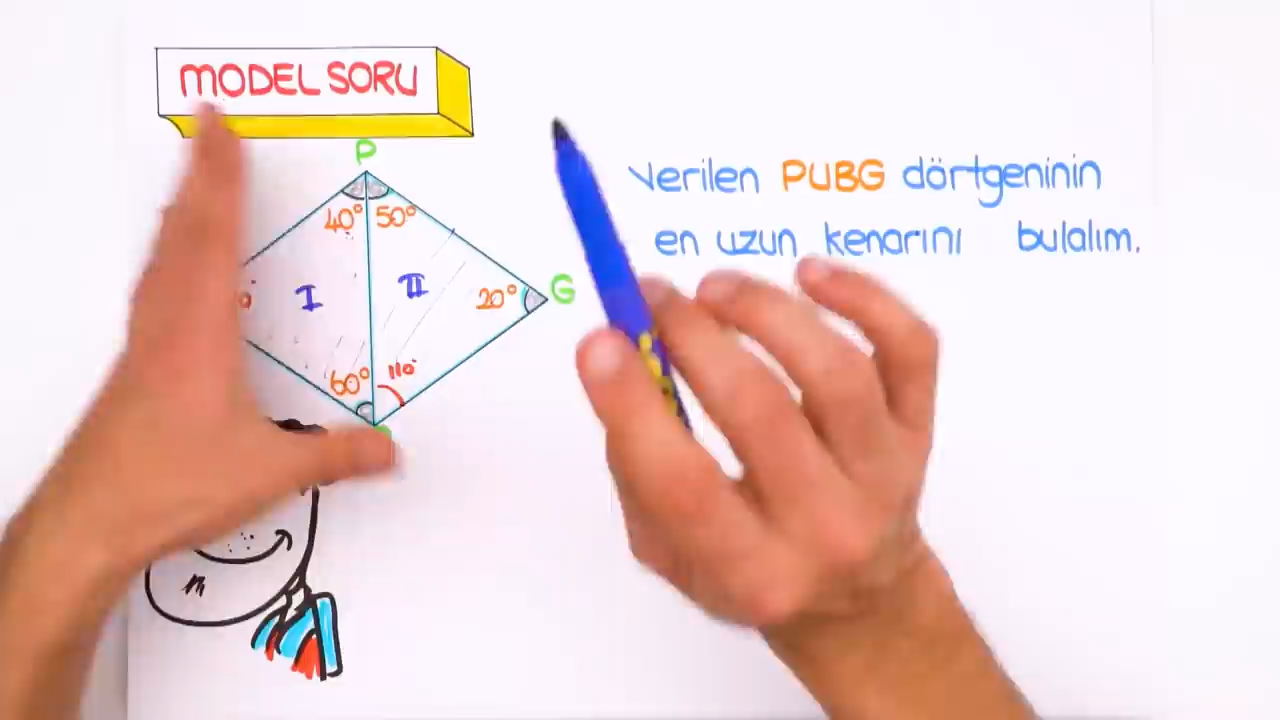 MODEL SORU
Verilen PUBG dörtgeninin
en uzun kenarını bulalım.
P
40° 50°
I
II
20° G
60° 110°